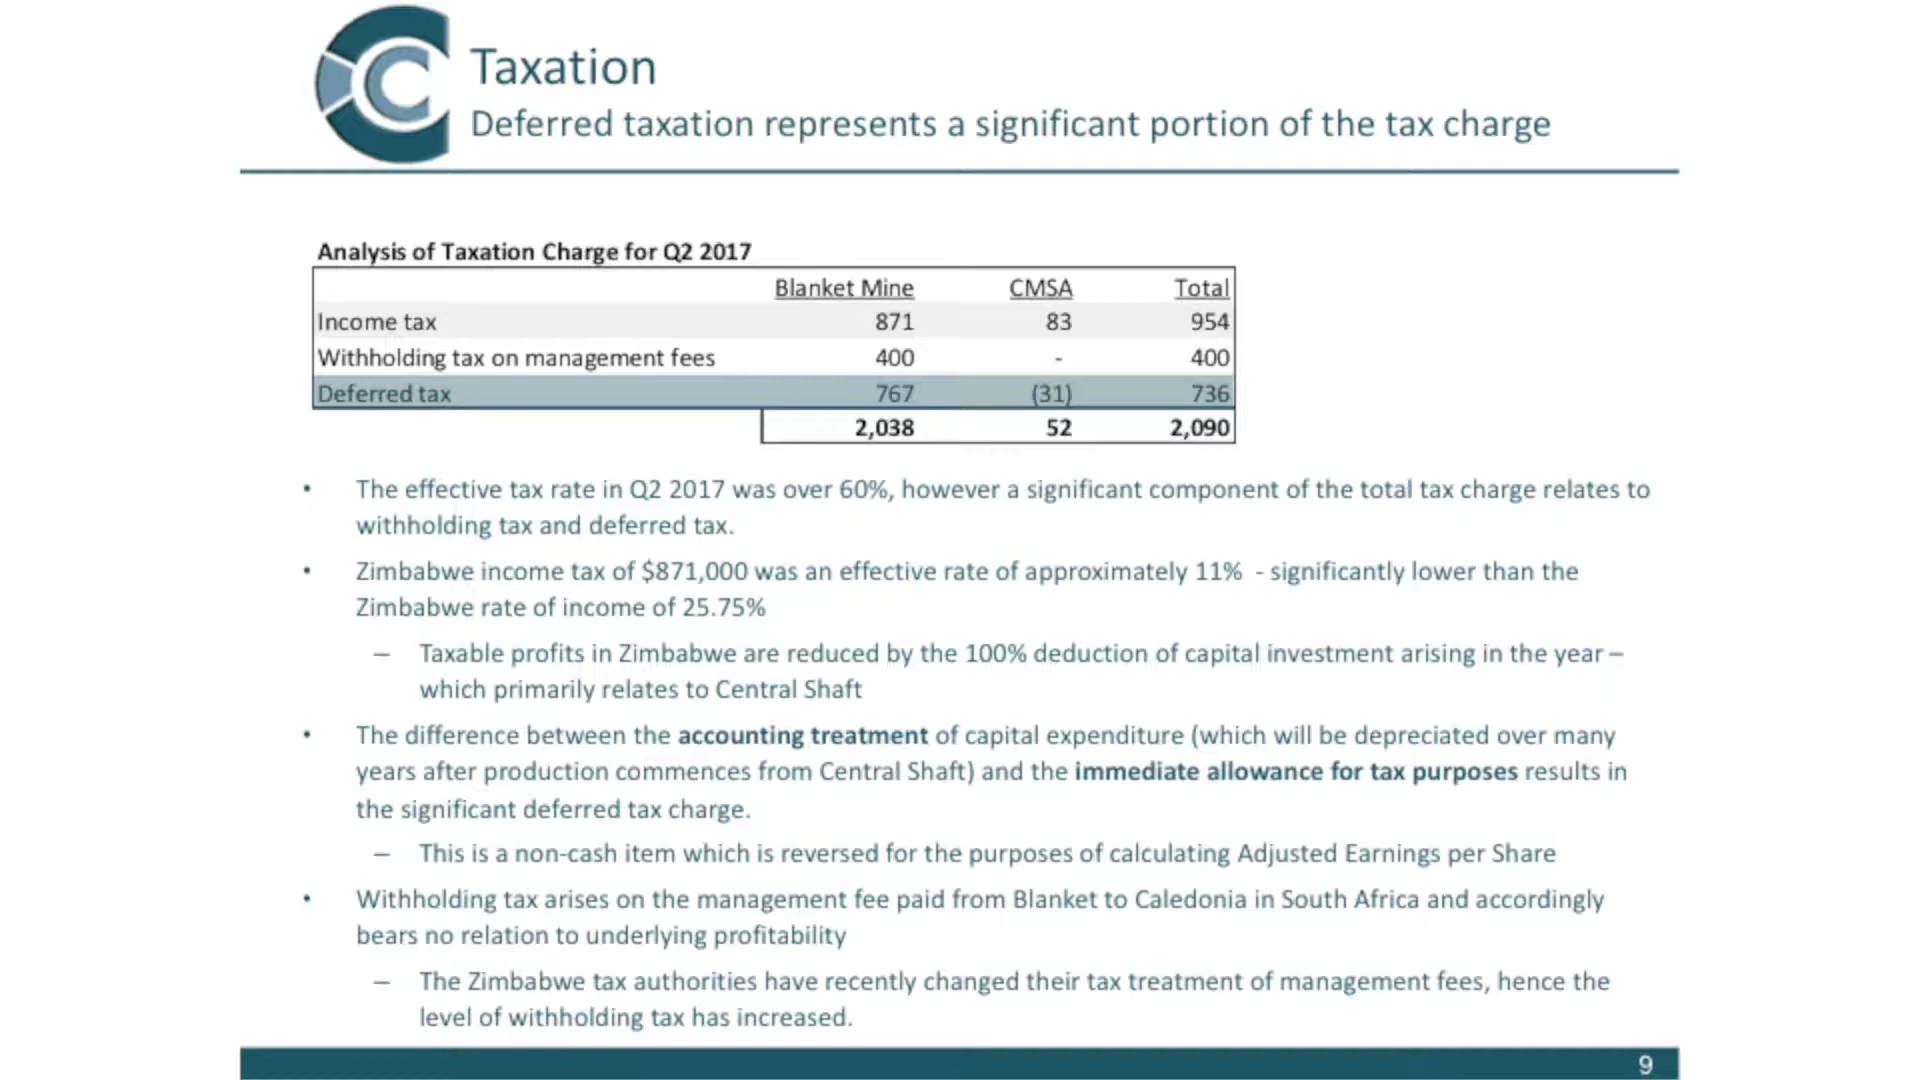 Taxation
Deferred taxation represents a significant portion of the tax charge
Analysis of Taxation Charge for Q2 2017
Blanket Mine CMSA Total
Income tax 871 83 954
Withholding tax on management fees 400 - 400
Deferred tax 767 (31) 736
2,038 52 2,090
• The effective tax rate in Q2 2017 was over 60%, however a significant component of the total tax charge relates to
withholding tax and deferred tax.
• Zimbabwe income tax of $871,000 was an effective rate of approximately 11% - significantly lower than the
Zimbabwe rate of income of 25.75%
– Taxable profits in Zimbabwe are reduced by the 100% deduction of capital investment arising in the year –
which primarily relates to Central Shaft
• The difference between the accounting treatment of capital expenditure (which will be depreciated over many
years after production commences from Central Shaft) and the immediate allowance for tax purposes results in
the significant deferred tax charge.
– This is a non-cash item which is reversed for the purposes of calculating Adjusted Earnings per Share
• Withholding tax arises on the management fee paid from Blanket to Caledonia in South Africa and accordingly
bears no relation to underlying profitability
– The Zimbabwe tax authorities have recently changed their tax treatment of management fees, hence the
level of withholding tax has increased.
9